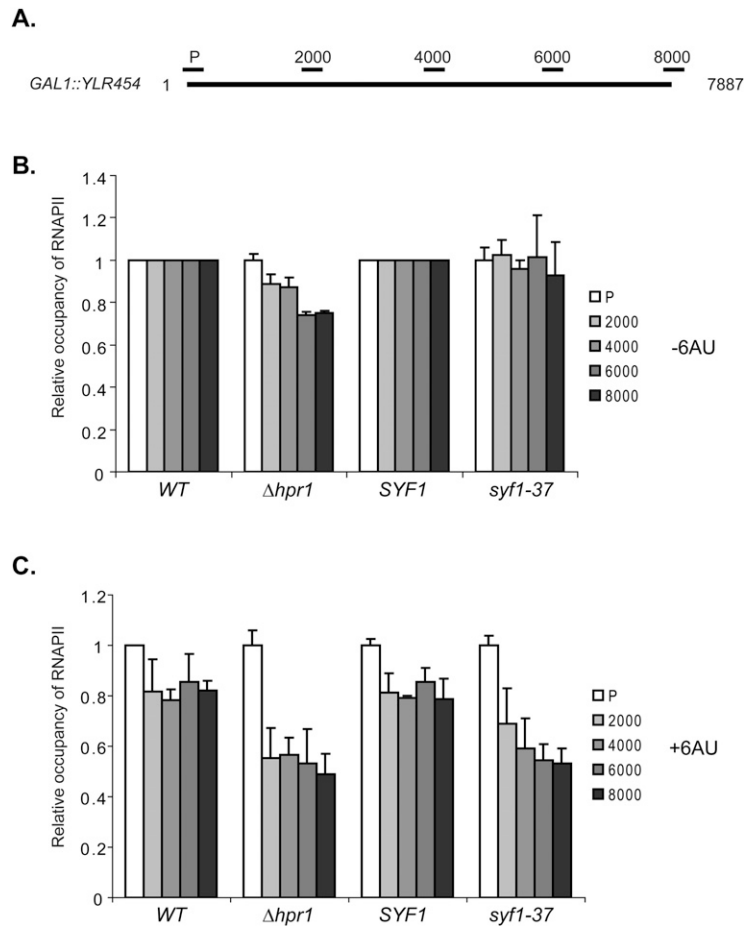 A.
P 2000 4000 6000 8000
GAL1::YLR454 1 7887
B.
Relative occupancy of RNAPII
1.4
1.2
1
0.8
0.6
0.4
0.2
0
WT Δhpr1 SYF1 syf1-37
P
2000
4000
6000
8000
-6AU
C.
Relative occupancy of RNAPII
1.2
1
0.8
0.6
0.4
0.2
0
WT Δhpr1 SYF1 syf1-37
P
2000
4000
6000
8000
+6AU